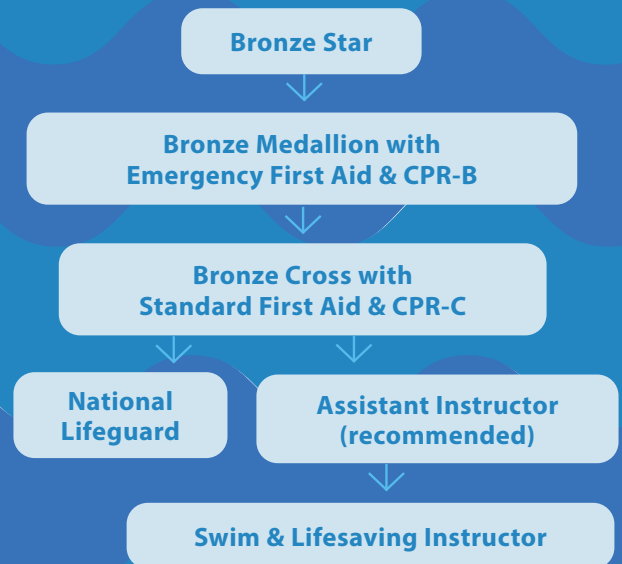 Bronze Star
Bronze Medallion with
Emergency First Aid & CPR-B
Bronze Cross with
Standard First Aid & CPR-C
National
Lifeguard
Assistant Instructor
(recommended)
Swim & Lifesaving Instructor